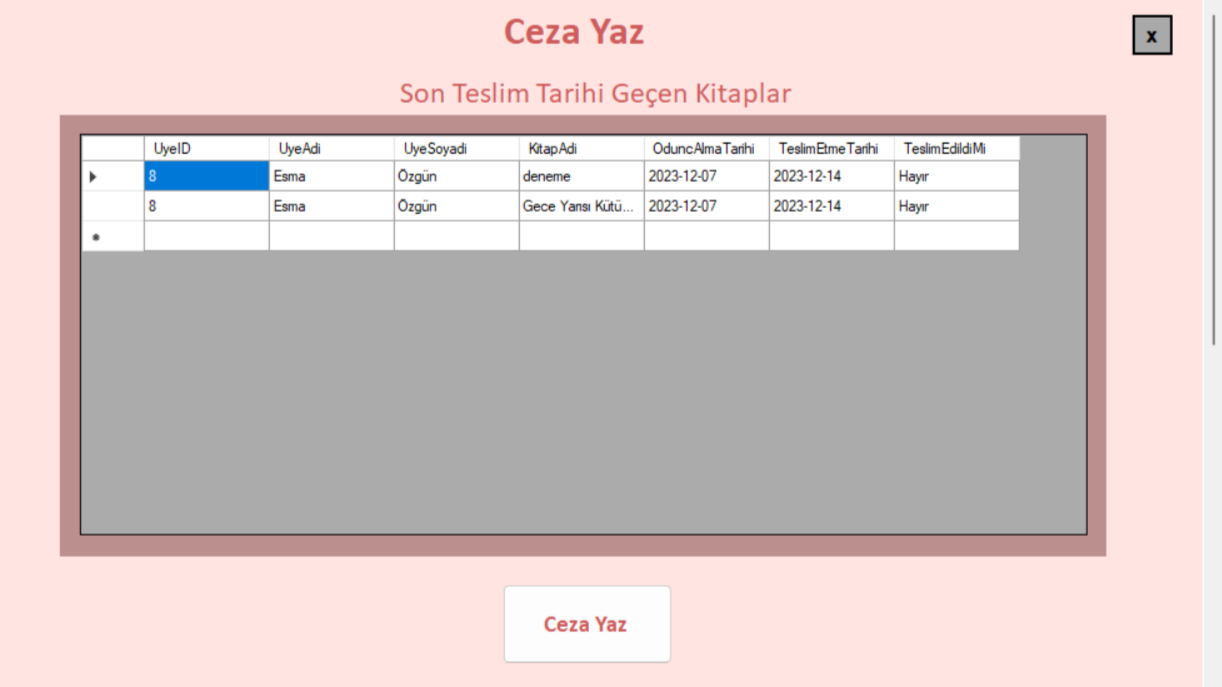 Ceza Yaz
x
Son Teslim Tarihi Geçen Kitaplar
UyeID UyeAdi UyeSoyadi KitapAdi OduncAlmaTarihi TeslimEtmeTarihi TeslimEdildiMi
8 Esma Özgün deneme 2023-12-07 2023-12-14 Hayır
8 Esma Özgün Gece Yarısı Kütü... 2023-12-07 2023-12-14 Hayır
Ceza Yaz